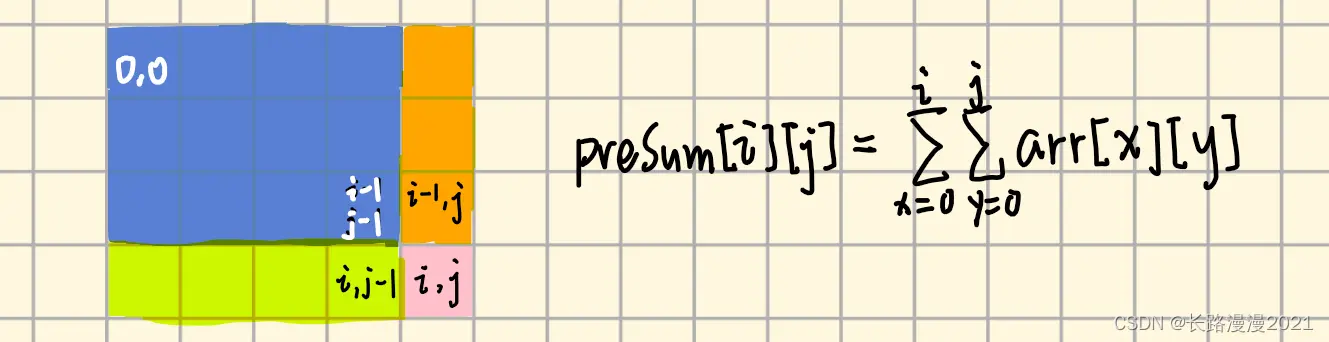 0,0
i-1
j-1
i-1,j
i,j-1
i,j
preSum[i][j] = \sum_{x=0}^{i} \sum_{y=0}^{j} arr[x][y]
CSDN @长路漫漫2021